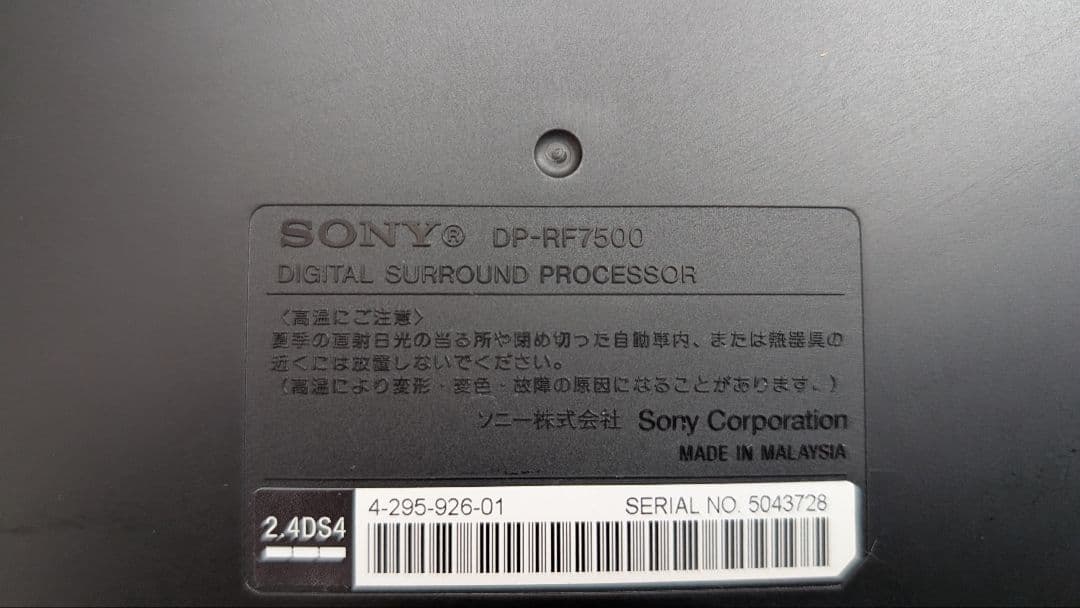 SONY® DP-RF7500
DIGITAL SURROUND PROCESSOR
〈高温にご注意〉
夏季の直射日光の当る所や閉め切った自動車内、または熱器具の
近くには放置しないでください。
(高温により変形・変色・故障の原因になることがあります。)
ソニー株式会社 Sony Corporation
MADE IN MALAYSIA
4-295-926-01 SERIAL NO. 5043728
2.4DS4